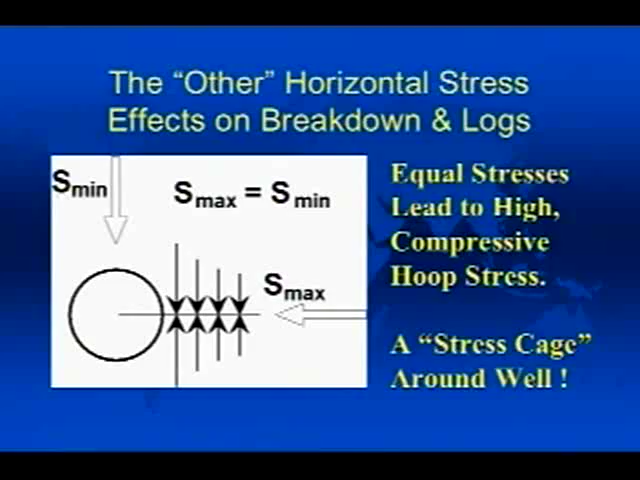 The “Other” Horizontal Stress
Effects on Breakdown & Logs
Smin
Smax = Smin
Smax
Equal Stresses
Lead to High,
Compressive
Hoop Stress.
A “Stress Cage”
Around Well !